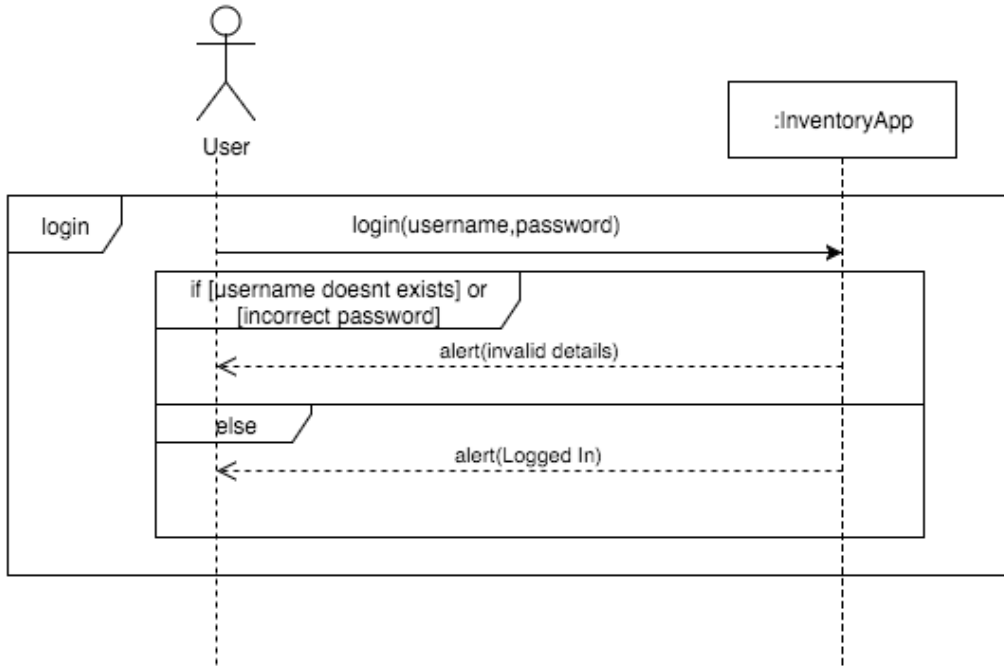 User
:InventoryApp
login
login(username,password)
if [username doesnt exists] or
[incorrect password]
alert(invalid details)
else
alert(Logged In)